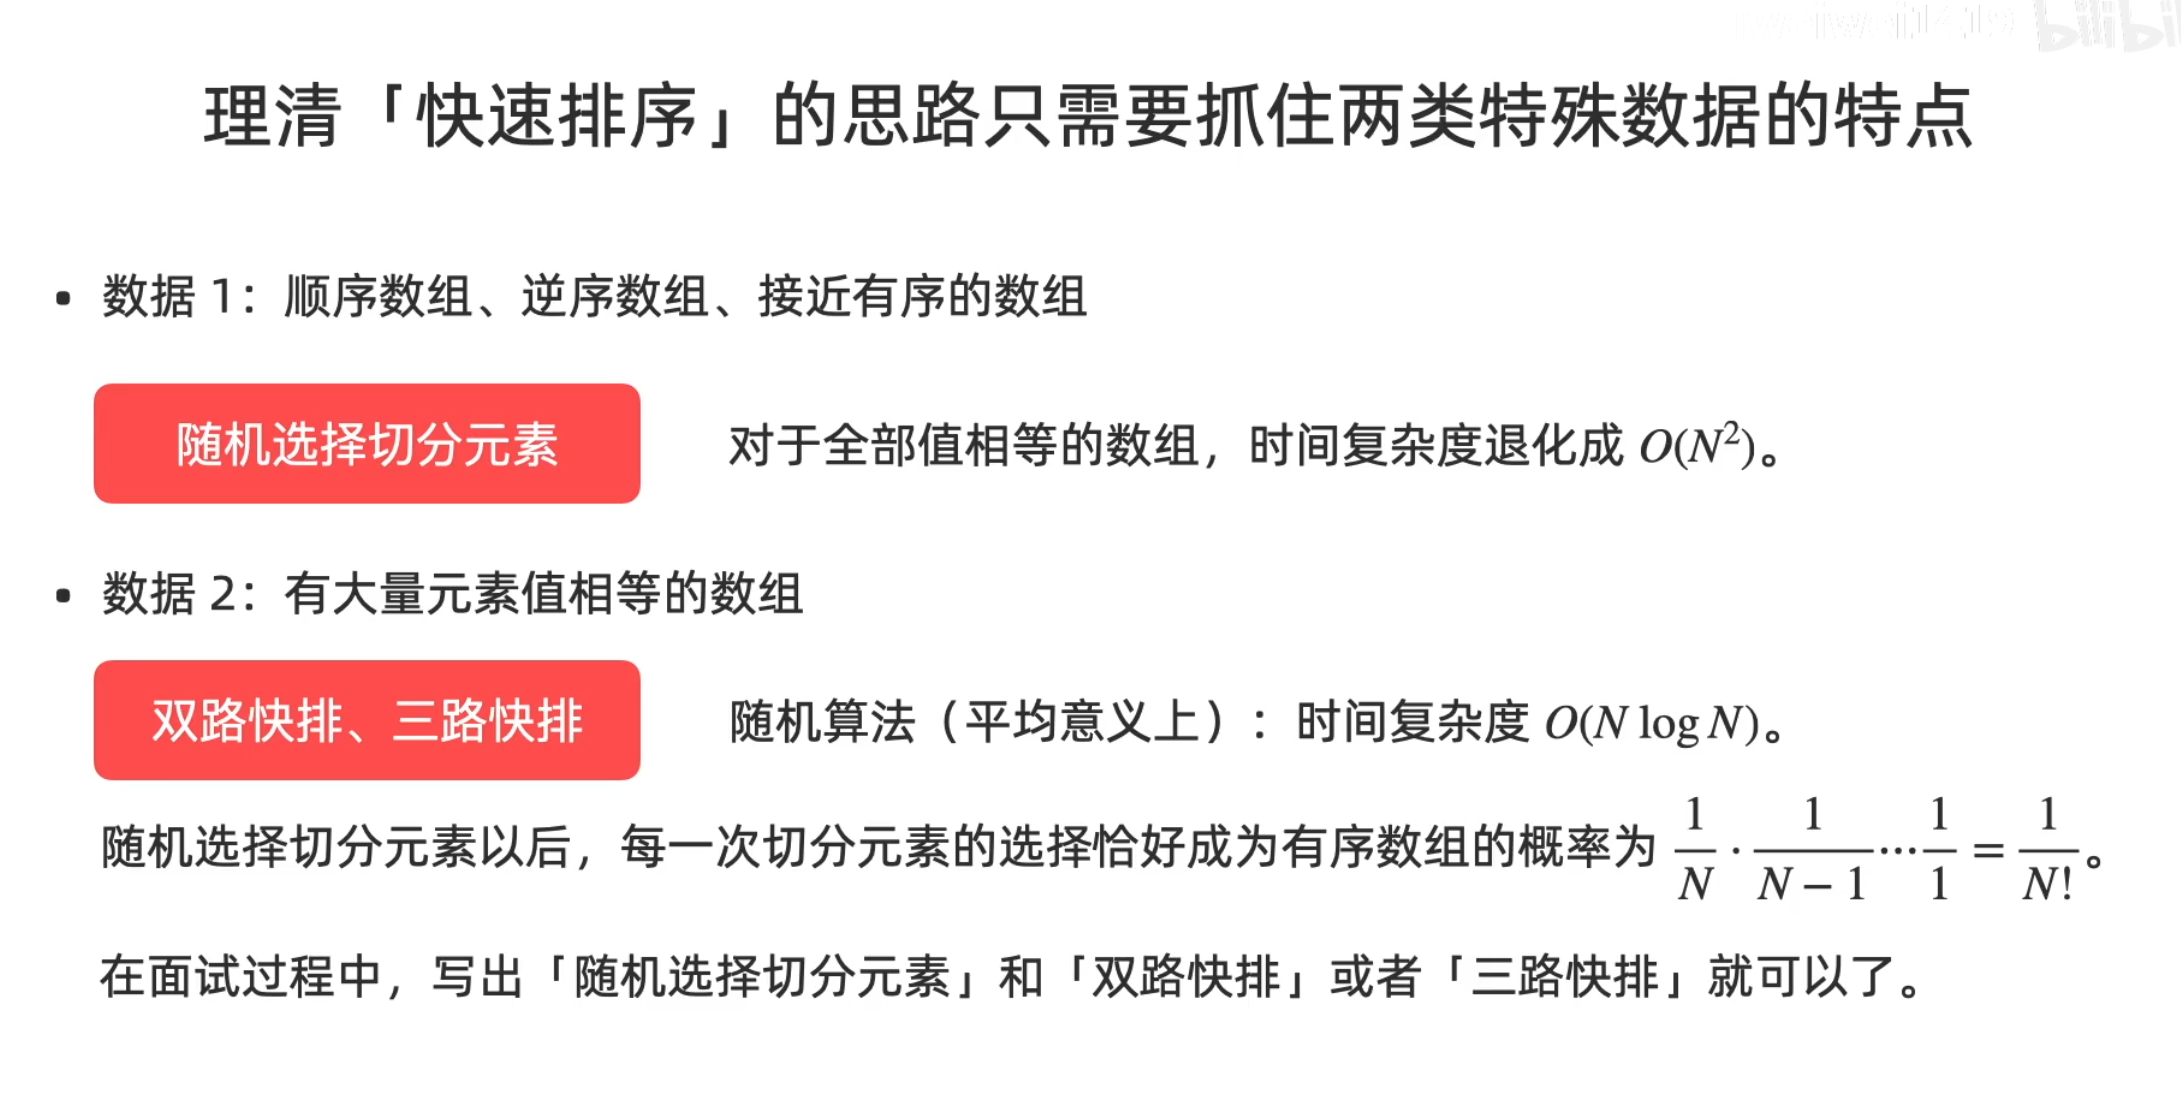 理清「快速排序」的思路只需要抓住两类特殊数据的特点
• 数据 1：顺序数组、逆序数组、接近有序的数组
随机选择切分元素 对于全部值相等的数组，时间复杂度退化成 O(N²)。
• 数据 2：有大量元素值相等的数组
双路快排、三路快排 随机算法（平均意义上）：时间复杂度 O(N log N)。
随机选择切分元素以后，每一次切分元素的选择恰好成为有序数组的概率为 1/N · 1/(N − 1) ⋯ 1/1 = 1/N!。
在面试过程中，写出「随机选择切分元素」和「双路快排」或者「三路快排」就可以了。